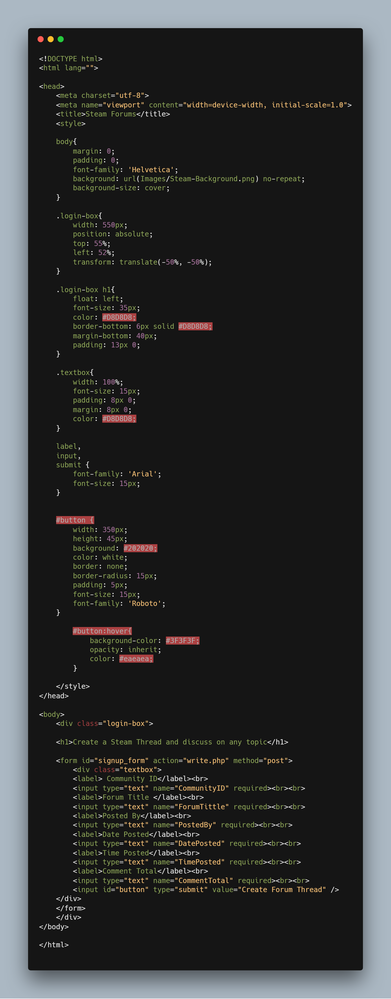 <!DOCTYPE html>
<html lang="">
<head>
    <meta charset="utf-8">
    <meta name="viewport" content="width=device-width, initial-scale=1.0">
    <title>Steam Forums</title>
    <style>
    body{
        margin: 0;
        padding: 0;
        font-family: 'Helvetica';
        background: url(Images/Steam-Background.png) no-repeat;
        background-size: cover;
    }
    .login-box{
        width: 550px;
        position: absolute;
        top: 55%;
        left: 52%;
        transform: translate(-50%, -50%);
    }
    .login-box h1{
        float: left;
        font-size: 35px;
        color: #D8D8D8;
        border-bottom: 6px solid #D8D8D8;
        margin-bottom: 40px;
        padding: 13px 0;
    }
    .textbox{
        width: 100%;
        font-size: 15px;
        padding: 8px 0;
        margin: 8px 0;
        color: #D8D8D8;
    }
    label,
    input,
    submit {
        font-family: 'Arial';
        font-size: 15px;
    }
    #button {
        width: 350px;
        height: 45px;
        background: #202020;
        color: white;
        border: none;
        border-radius: 15px;
        padding: 5px;
        font-size: 15px;
        font-family: 'Roboto';
    }
        #button:hover{
            background-color: #3F3F3F;
            opacity: inherit;
            color: #eaeaea;
        }
    </style>
</head>
<body>
    <div class="login-box">
    <h1>Create a Steam Thread and discuss on any topic</h1>
    <form id="signup_form" action="write.php" method="post">
        <div class="textbox">
        <label> Community ID</label><br>
        <input type="text" name="CommunityID" required><br><br>
        <label>Forum Title </label><br>
        <input type="text" name="ForumTittle" required><br><br>
        <label>Posted By</label><br>
        <input type="text" name="PostedBy" required><br><br>
        <label>Date Posted</label><br>
        <input type="text" name="DatePosted" required><br><br>
        <label>Time Posted</label><br>
        <input type="text" name="TimePosted" required><br><br>
        <label>Comment Total</label><br>
        <input type="text" name="CommentTotal" required><br><br>
        <input id="button" type="submit" value="Create Forum Thread" />
    </div>
    </form>
    </div>
</body>
</html>